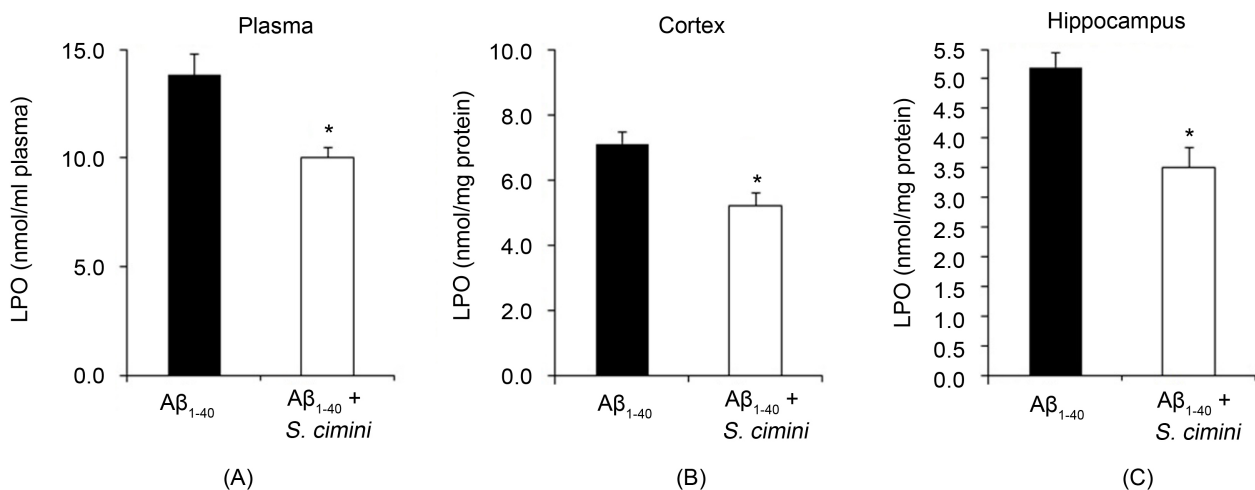 Plasma
15.0
10.0
5.0
0.0
LPO (nmol/ml plasma)
*
Aβ1-40
Aβ1-40 +
S. cimini
(A)
Cortex
10.0
8.0
6.0
4.0
2.0
0.0
LPO (nmol/mg protein)
*
Aβ1-40
Aβ1-40 +
S. cimini
(B)
Hippocampus
5.5
5.0
4.5
4.0
3.5
3.0
2.5
2.0
1.5
1.0
0.5
0.0
LPO (nmol/mg protein)
*
Aβ1-40
Aβ1-40 +
S. cimini
(C)